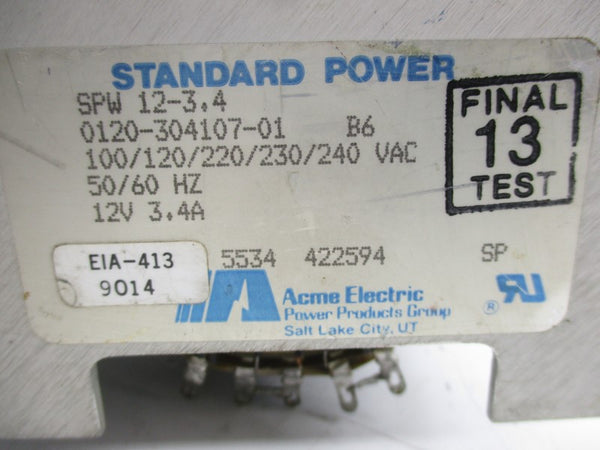 STANDARD POWER
SPW 12-3.4
0120-304107-01 B6
100/120/220/230/240 VAC
50/60 HZ
12V 3.4A
FINAL
13
TEST
EIA-413
9014
5534 422594 SP
Acme Electric
Power Products Group
Salt Lake City, UT
®